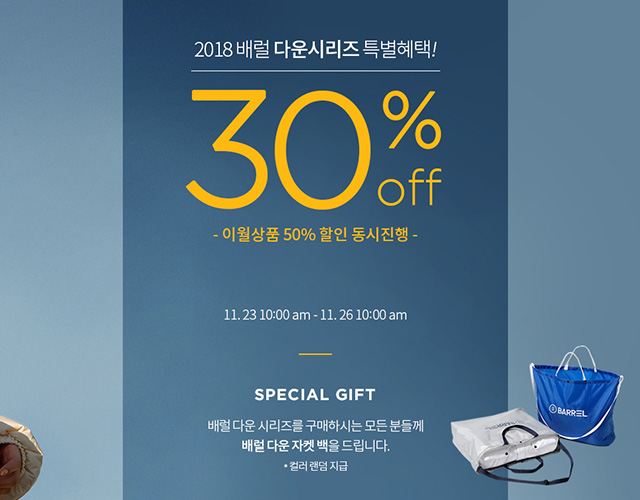 2018 배럴 다운시리즈 특별혜택!
30%
off
- 이월상품 50% 할인 동시진행 -
11. 23 10:00 am - 11. 26 10:00 am
SPECIAL GIFT
배럴 다운 시리즈를 구매하시는 모든 분들께
배럴 다운 자켓 백을 드립니다.
* 컬러 랜덤 지급
BARREL